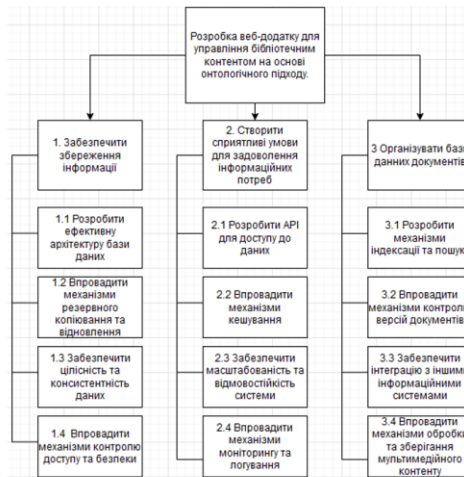 Розробка веб-додатку для
управління бібліотечним
контентом на основі
онтологічного підходу.
1. Забезпечити
збереження
інформації
2. Створити
сприятливі умови
для задоволення
інформаційних
потреб
3 Організувати бази
данних документів
1.1 Розробити
ефективну
архітектуру бази
даних
2.1 Розробити API
для доступу до
даних
3.1 Розробити
механізми
індексації та пошуку
1.2 Впровадити
механізми
резервного
копіювання та
відновлення
2.2 Впровадити
механізми
кешування
3.2 Впровадити
механізми контролю
версій документів
1.3 Забезпечити
цілісність та
консистентність
даних
2.3 Забезпечити
масштабованість та
відмовостійкість
системи
3.3 Забезпечити
інтеграцію з іншими
інформаційними
системами
1.4 Впровадити
механізми контролю
доступу та безпеки
2.4 Впровадити
механізми
моніторингу та
логування
3.4 Впровадити
механізми обробки
та зберігання
мультимедійного
контенту